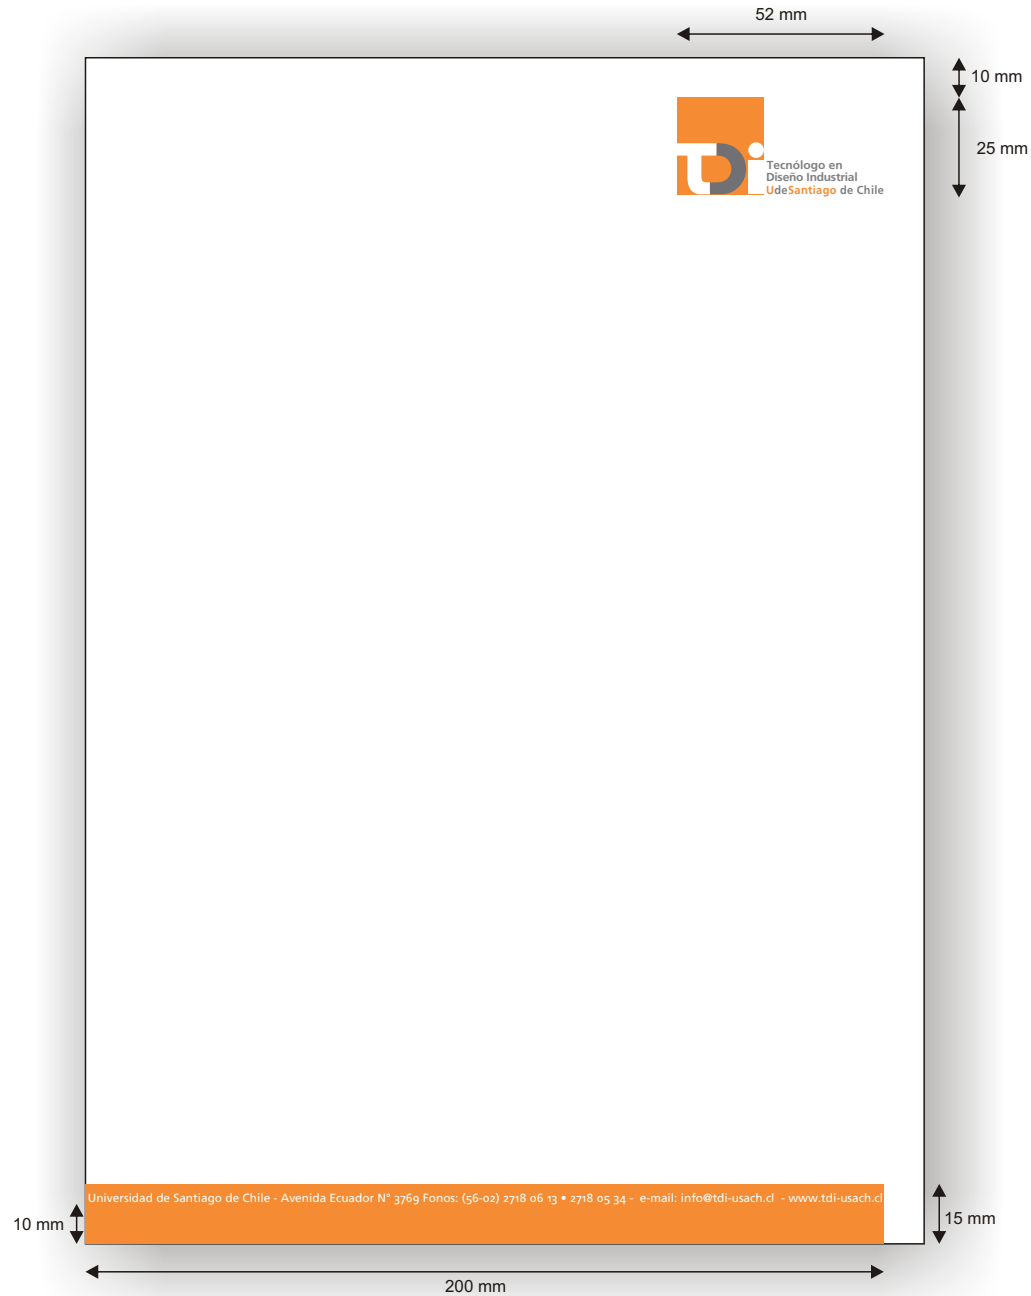 52 mm
10 mm
25 mm
tDi
Tecnólogo en
Diseño Industrial
UdeSantiago de Chile
Universidad de Santiago de Chile - Avenida Ecuador N° 3769 Fonos: (56-02) 2718 06 13 • 2718 05 34 - e-mail: info@tdi-usach.cl - www.tdi-usach.cl
10 mm
15 mm
200 mm